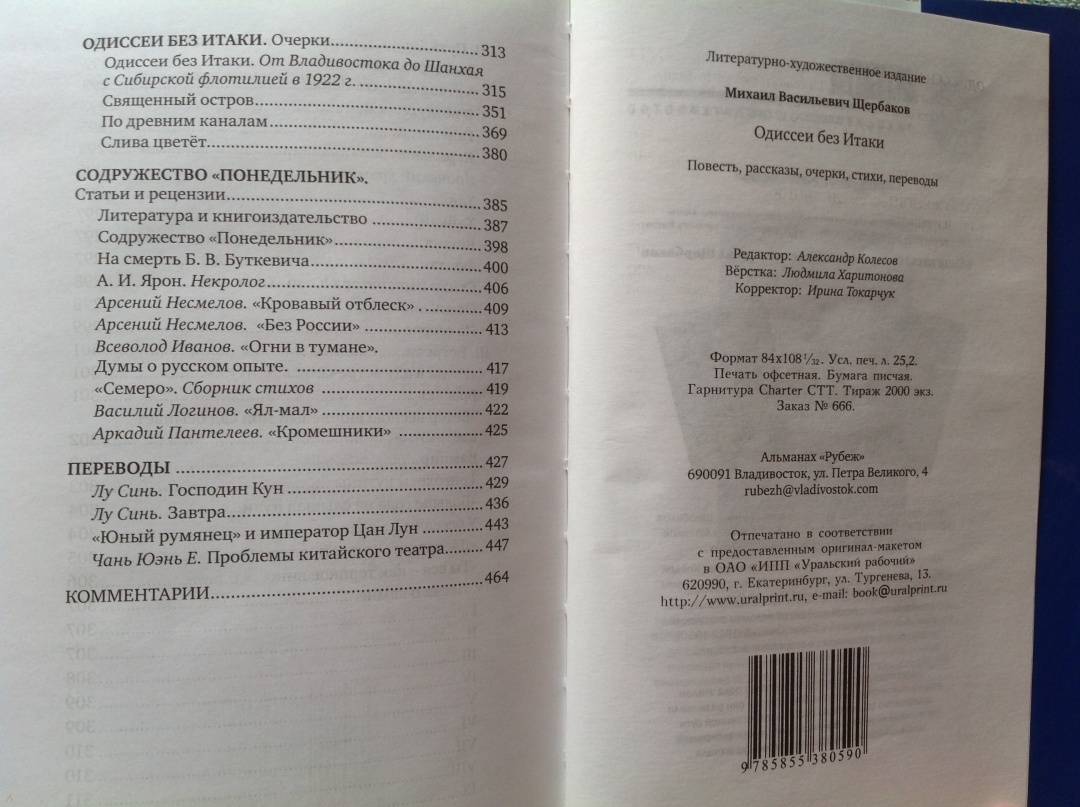 ОДИССЕИ БЕЗ ИТАКИ. Очерки..........313
Одиссеи без Итаки. От Владивостока до Шанхая
с Сибирской флотилией в 1922 г. ..........315
Священный остров..........351
По древним каналам..........369
Слива цветёт..........380
СОДРУЖЕСТВО «ПОНЕДЕЛЬНИК».
Статьи и рецензии..........385
Литература и книгоиздательство ..........387
Содружество «Понедельник»..........398
На смерть Б. В. Буткевича..........400
А. И. Ярон. Некролог..........406
Арсений Несмелов. «Кровавый отблеск» ..........409
Арсений Несмелов. «Без России» ..........413
Всеволод Иванов. «Огни в тумане».
Думы о русском опыте. ..........417
«Семеро». Сборник стихов ..........419
Василий Логинов. «Ял-мал» ..........422
Аркадий Пантелеев. «Кромешники» ..........425
ПЕРЕВОДЫ ..........427
Лу Синь. Господин Кун ..........429
Лу Синь. Завтра..........436
«Юный румянец» и император Цан Лун ..........443
Чань Юэнь Е. Проблемы китайского театра..........447
КОММЕНТАРИИ..........464
Литературно-художественное издание
Михаил Васильевич Щербаков
Одиссеи без Итаки
Повесть, рассказы, очерки, стихи, переводы
Редактор: Александр Колесов
Вёрстка: Людмила Харитонова
Корректор: Ирина Токарчук
Формат 84х108 1/32. Усл. печ. л. 25,2.
Печать офсетная. Бумага писчая.
Гарнитура Charter СТТ. Тираж 2000 экз.
Заказ № 666.
Альманах «Рубеж»
690091 Владивосток, ул. Петра Великого, 4
rubezh@vladivostok.com
Отпечатано в соответствии
с предоставленным оригинал-макетом
в ОАО «ИПП «Уральский рабочий»
620990, г. Екатеринбург, ул. Тургенева, 13.
http://www.uralprint.ru, e-mail: book@uralprint.ru
9 785855 380590